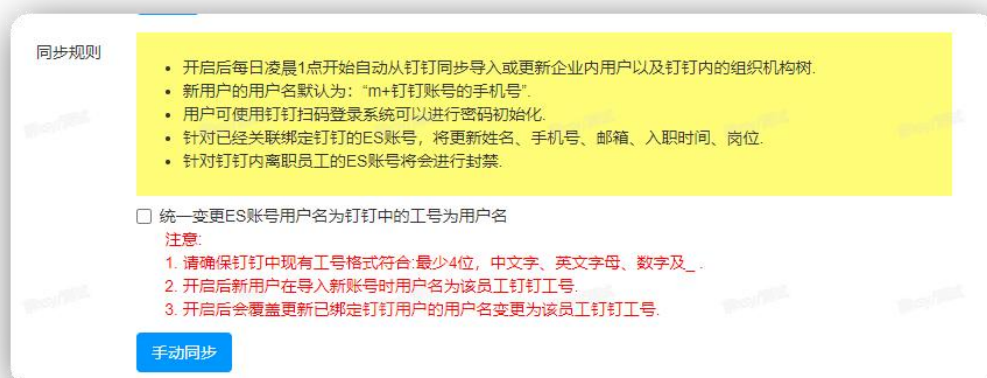 同步规则
开启后每日凌晨1点开始自动从钉钉同步导入或更新企业内用户以及钉钉内的组织机构树.
新用户的用户名默认为：“m+钉钉账号的手机号”.
用户可使用钉钉扫码登录系统可以进行密码初始化.
针对已经关联绑定钉钉的ES账号，将更新姓名、手机号、邮箱、入职时间、岗位.
针对钉钉内离职员工的ES账号将会进行封禁.
统一变更ES账号用户名为钉钉中的工号为用户名
注意:
1. 请确保钉钉中现有工号格式符合:最少4位，中文字、英文字母、数字及_ .
2. 开启后新用户在导入新账号时用户名为该员工钉钉工号.
3. 开启后会覆盖更新已绑定钉钉用户的用户名变更为该员工钉钉工号.
手动同步